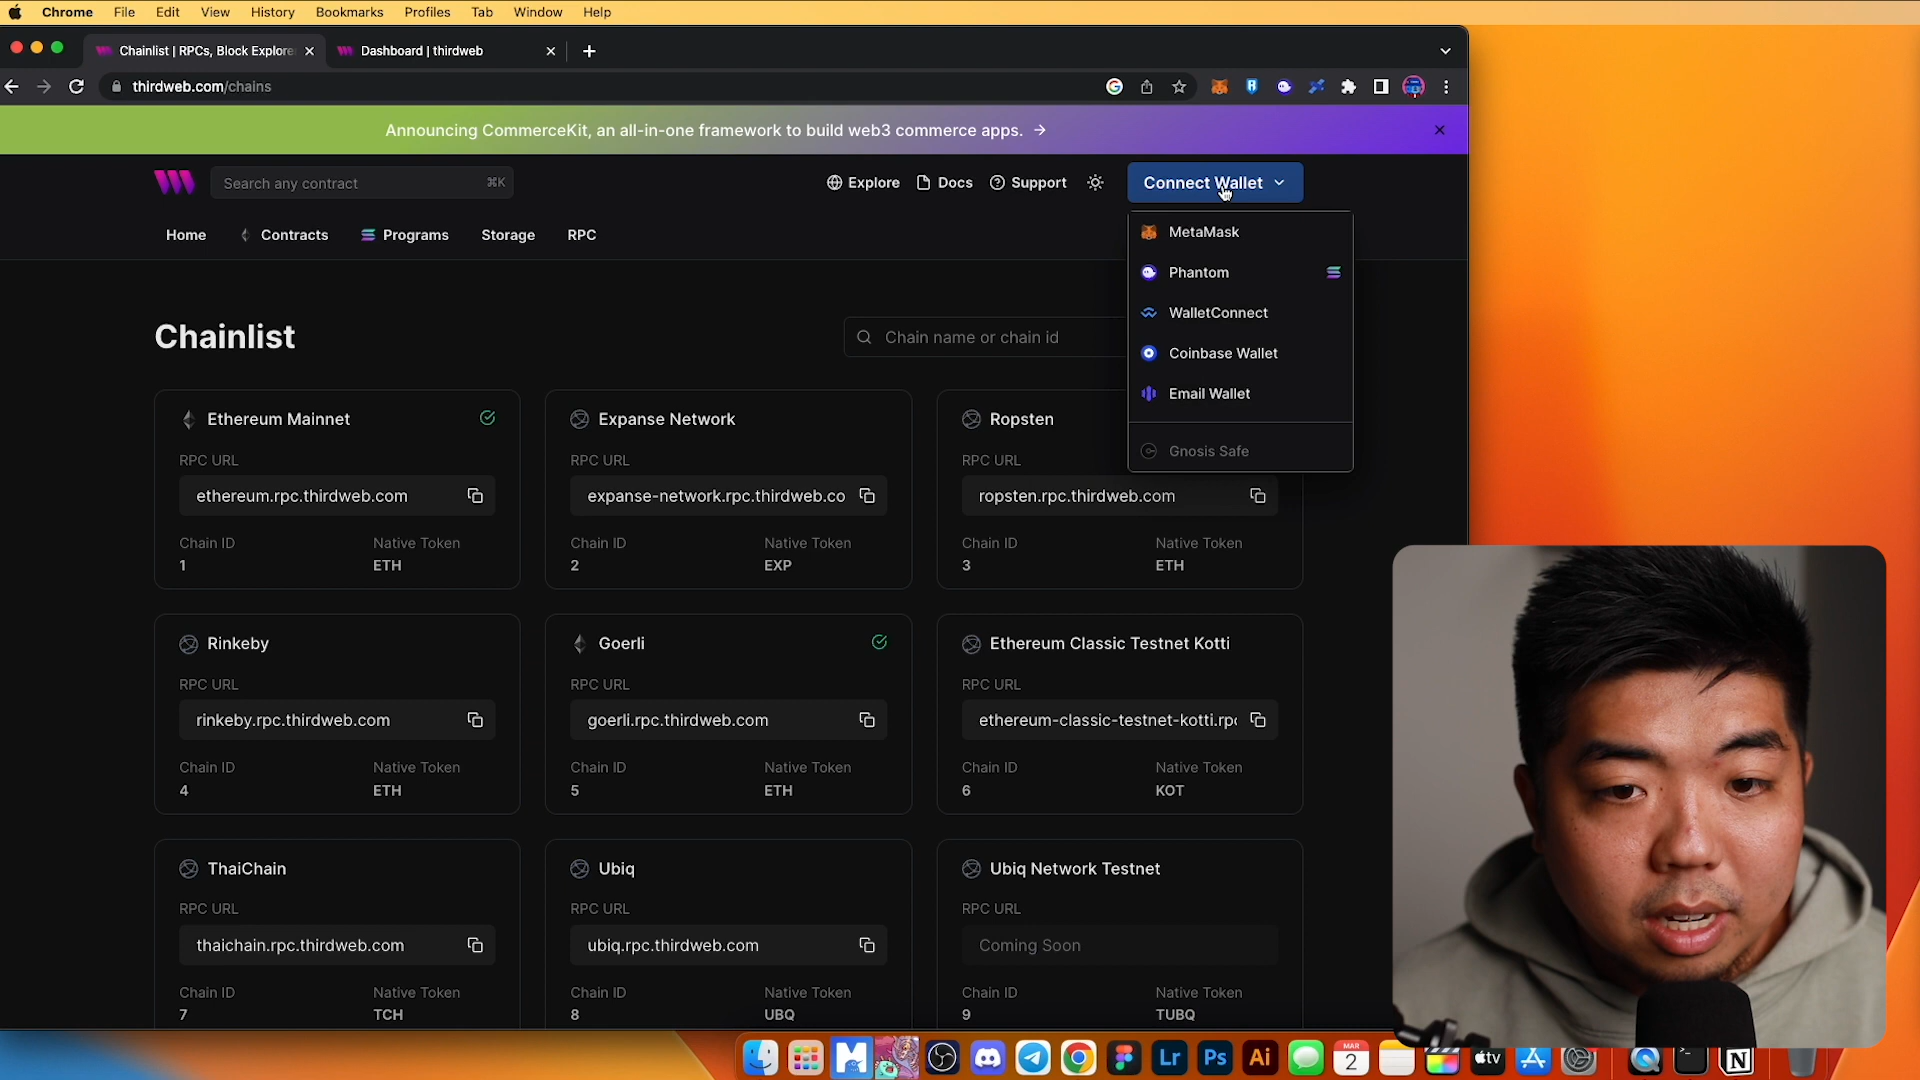 Chrome File Edit View History Bookmarks Profiles Tab Window Help
Chainlist | RPCs, Block Explore
Dashboard | thirdweb
thirdweb.com/chains
Announcing CommerceKit, an all-in-one framework to build web3 commerce apps. →
Search any contract ⌘K
Explore Docs Support
Connect Wallet
Home Contracts Programs Storage RPC
MetaMask
Phantom
WalletConnect
Coinbase Wallet
Email Wallet
Gnosis Safe
Chainlist
Chain name or chain id
Ethereum Mainnet
RPC URL
ethereum.rpc.thirdweb.com
Chain ID Native Token
1 ETH
Expanse Network
RPC URL
expanse-network.rpc.thirdweb.co
Chain ID Native Token
2 EXP
Ropsten
RPC URL
ropsten.rpc.thirdweb.com
Chain ID Native Token
3 ETH
Rinkeby
RPC URL
rinkeby.rpc.thirdweb.com
Chain ID Native Token
4 ETH
Goerli
RPC URL
goerli.rpc.thirdweb.com
Chain ID Native Token
5 ETH
Ethereum Classic Testnet Kotti
RPC URL
ethereum-classic-testnet-kotti.rpc
Chain ID Native Token
6 KOT
ThaiChain
RPC URL
thaichain.rpc.thirdweb.com
Chain ID Native Token
7 TCH
Ubiq
RPC URL
ubiq.rpc.thirdweb.com
Chain ID Native Token
8 UBQ
Ubiq Network Testnet
RPC URL
Coming Soon
Chain ID Native Token
9 TUBQ
Lr Ps Ai MAR 2 tv